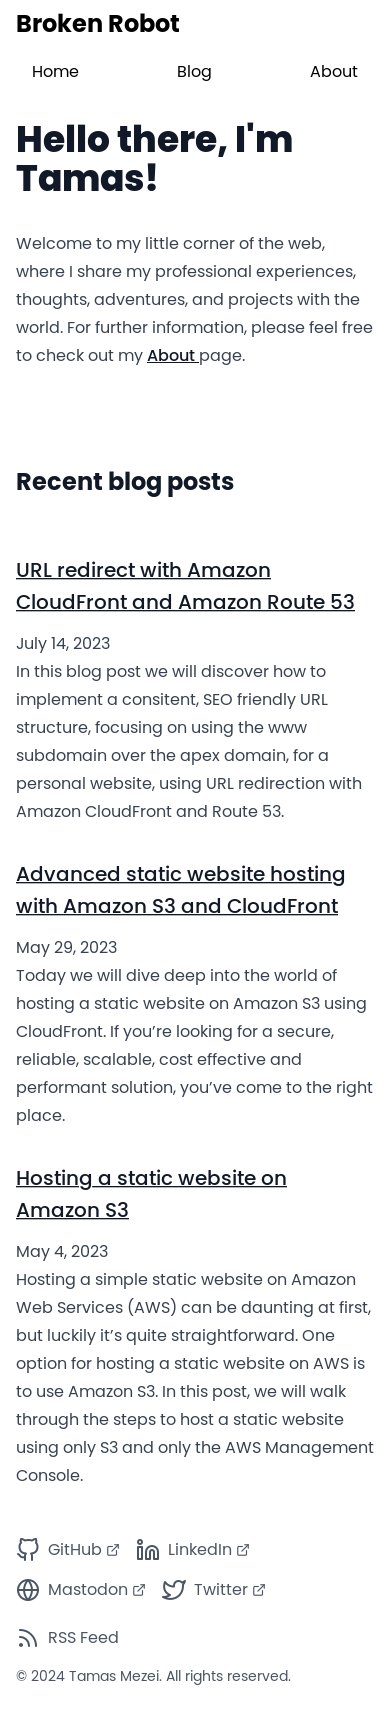 Broken Robot
Home Blog About
Hello there, I'm
Tamas!
Welcome to my little corner of the web,
where I share my professional experiences,
thoughts, adventures, and projects with the
world. For further information, please feel free
to check out my About page.
Recent blog posts
URL redirect with Amazon
CloudFront and Amazon Route 53
July 14, 2023
In this blog post we will discover how to
implement a consitent, SEO friendly URL
structure, focusing on using the www
subdomain over the apex domain, for a
personal website, using URL redirection with
Amazon CloudFront and Route 53.
Advanced static website hosting
with Amazon S3 and CloudFront
May 29, 2023
Today we will dive deep into the world of
hosting a static website on Amazon S3 using
CloudFront. If you’re looking for a secure,
reliable, scalable, cost effective and
performant solution, you’ve come to the right
place.
Hosting a static website on
Amazon S3
May 4, 2023
Hosting a simple static website on Amazon
Web Services (AWS) can be daunting at first,
but luckily it’s quite straightforward. One
option for hosting a static website on AWS is
to use Amazon S3. In this post, we will walk
through the steps to host a static website
using only S3 and only the AWS Management
Console.
GitHub LinkedIn
Mastodon Twitter
RSS Feed
© 2024 Tamas Mezei. All rights reserved.